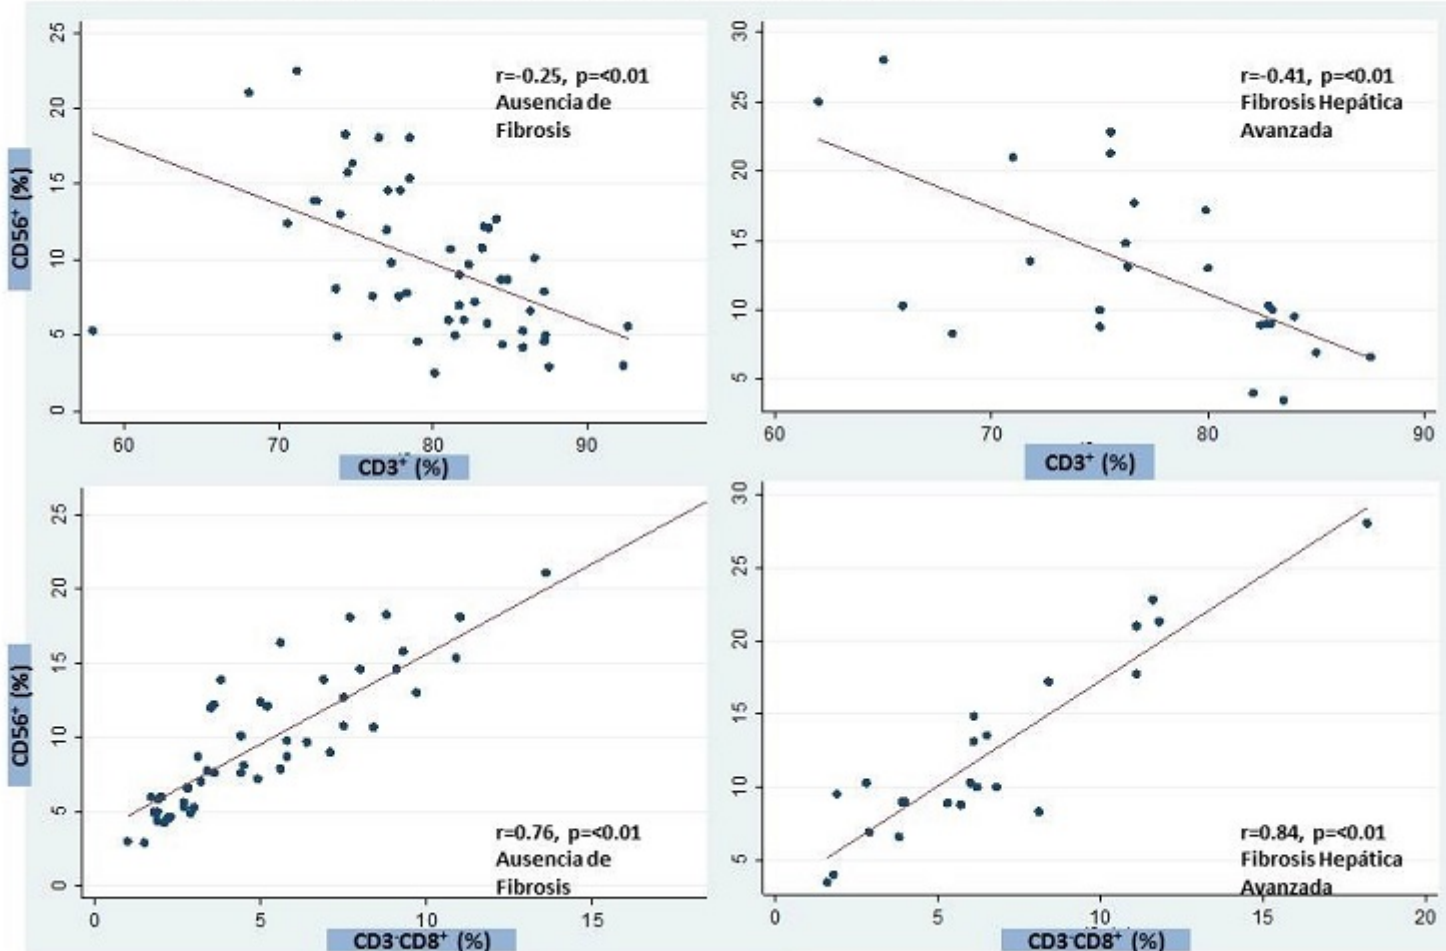 25
20
15
10
5
0
CD56⁺ (%)
r=-0.25, p=<0.01
Ausencia de
Fibrosis
60 70 80 90
CD3⁺ (%)
30
25
20
15
10
5
r=-0.41, p=<0.01
Fibrosis Hepática
Avanzada
60 70 80 90
CD3⁺ (%)
25
20
15
10
5
0
CD56⁺ (%)
r=0.76, p=<0.01
Ausencia de
Fibrosis
0 5 10 15
CD3⁻CD8⁺ (%)
30
25
20
15
10
5
r=0.84, p=<0.01
Fibrosis Hepática
Avanzada
0 5 10 15 20
CD3⁻CD8⁺ (%)